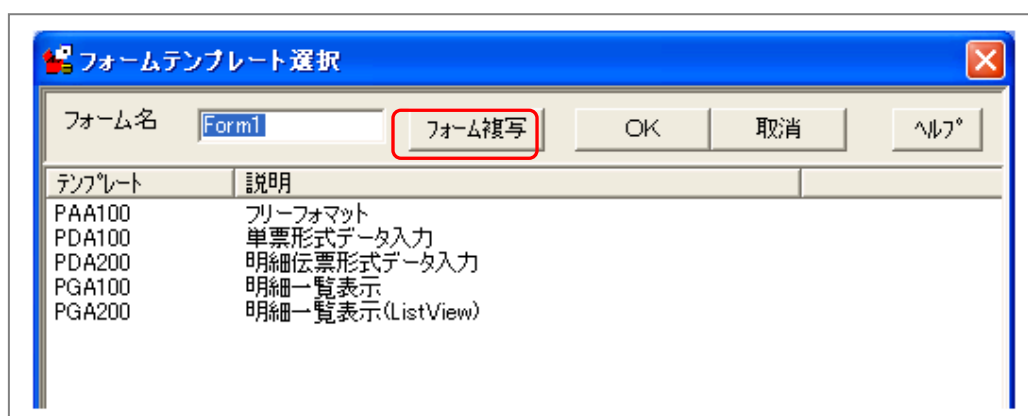 フォームテンプレート選択
フォーム名 Form1 フォーム複写 OK 取消 ヘルプ
テンプレート 説明
PAA100 フリーフォマット
PDA100 単票形式データ入力
PDA200 明細伝票形式データ入力
PGA100 明細一覧表示
PGA200 明細一覧表示(ListView)